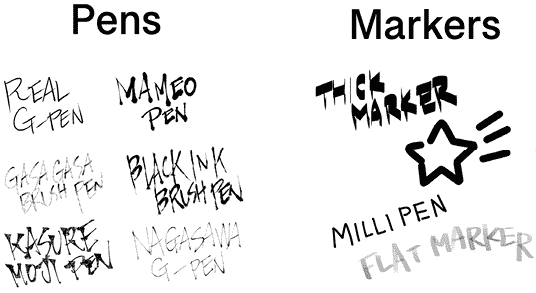 Pens
REAL
G-PEN
MAMEO
PEN
GASAGASA
BRUSH PEN
BLACK INK
BRUSH PEN
KASURE
MOJI PEN
NAGASAWA
G-PEN
Markers
THICK
MARKER
MILLI PEN
FLAT MARKER